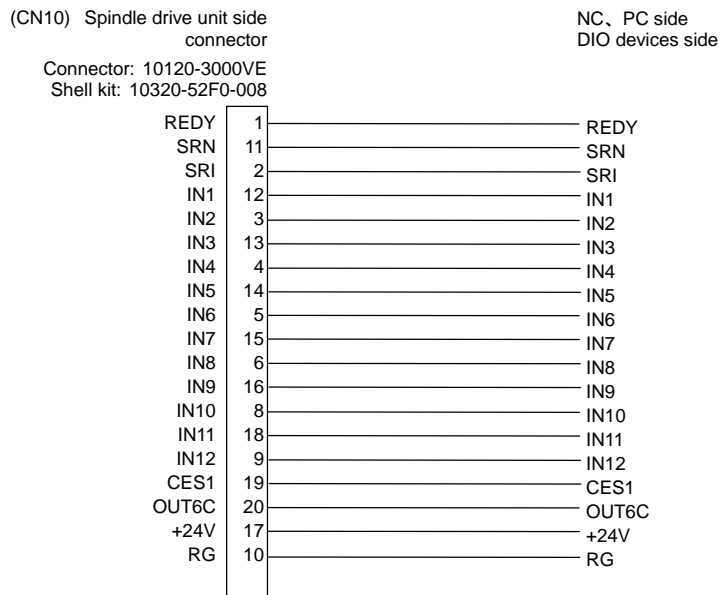 (CN10) Spindle drive unit side
connector
NC、PC side
DIO devices side
Connector: 10120-3000VE
Shell kit: 10320-52F0-008
REDY 1 REDY
SRN 11 SRN
SRI 2 SRI
IN1 12 IN1
IN2 3 IN2
IN3 13 IN3
IN4 4 IN4
IN5 14 IN5
IN6 5 IN6
IN7 15 IN7
IN8 6 IN8
IN9 16 IN9
IN10 8 IN10
IN11 18 IN11
IN12 9 IN12
CES1 19 CES1
OUT6C 20 OUT6C
+24V 17 +24V
RG 10 RG